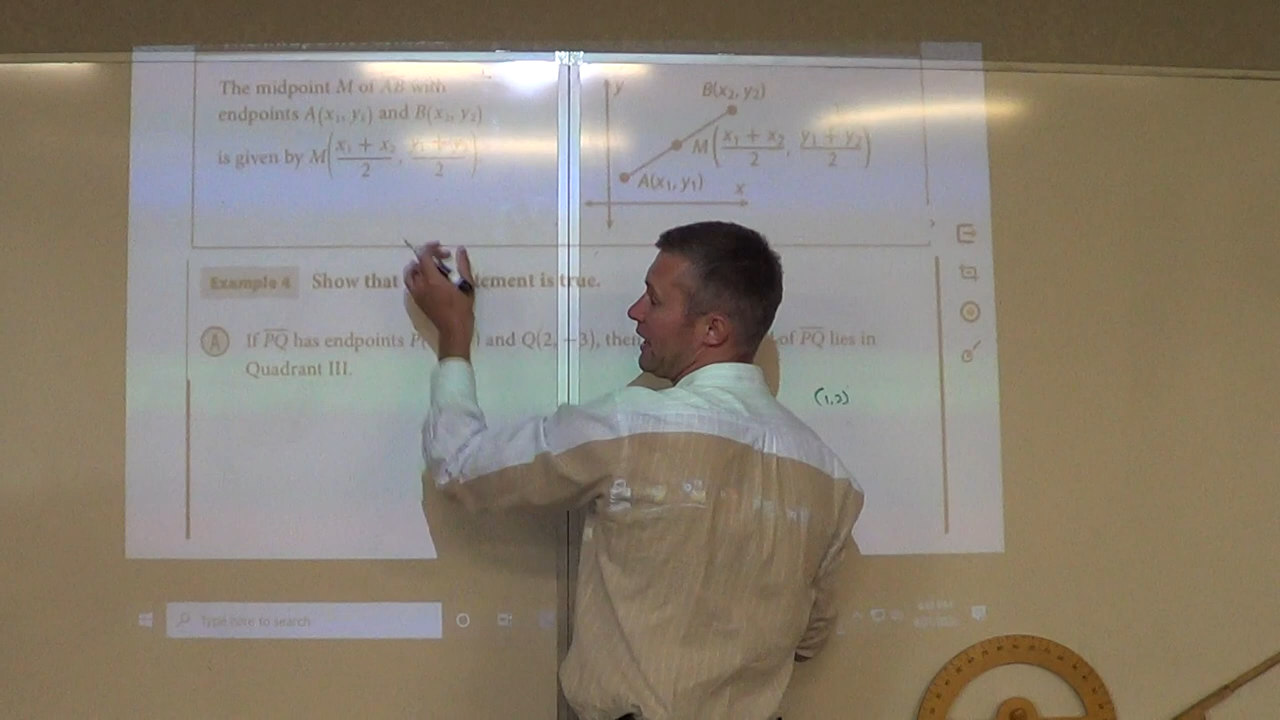 The midpoint M of AB with
endpoints A(x₁, y₁) and B(x₂, y₂)
is given by M(x₁ + x₂/2, y₁ + y₂/2)
y
B(x₂, y₂)
M(x₁ + x₂/2, y₁ + y₂/2)
A(x₁, y₁)
x
Example 4 Show that is true.
A If PQ has endpoints and Q(2, −3), then of PQ lies in
Quadrant III.
(1,2)
Type here to search